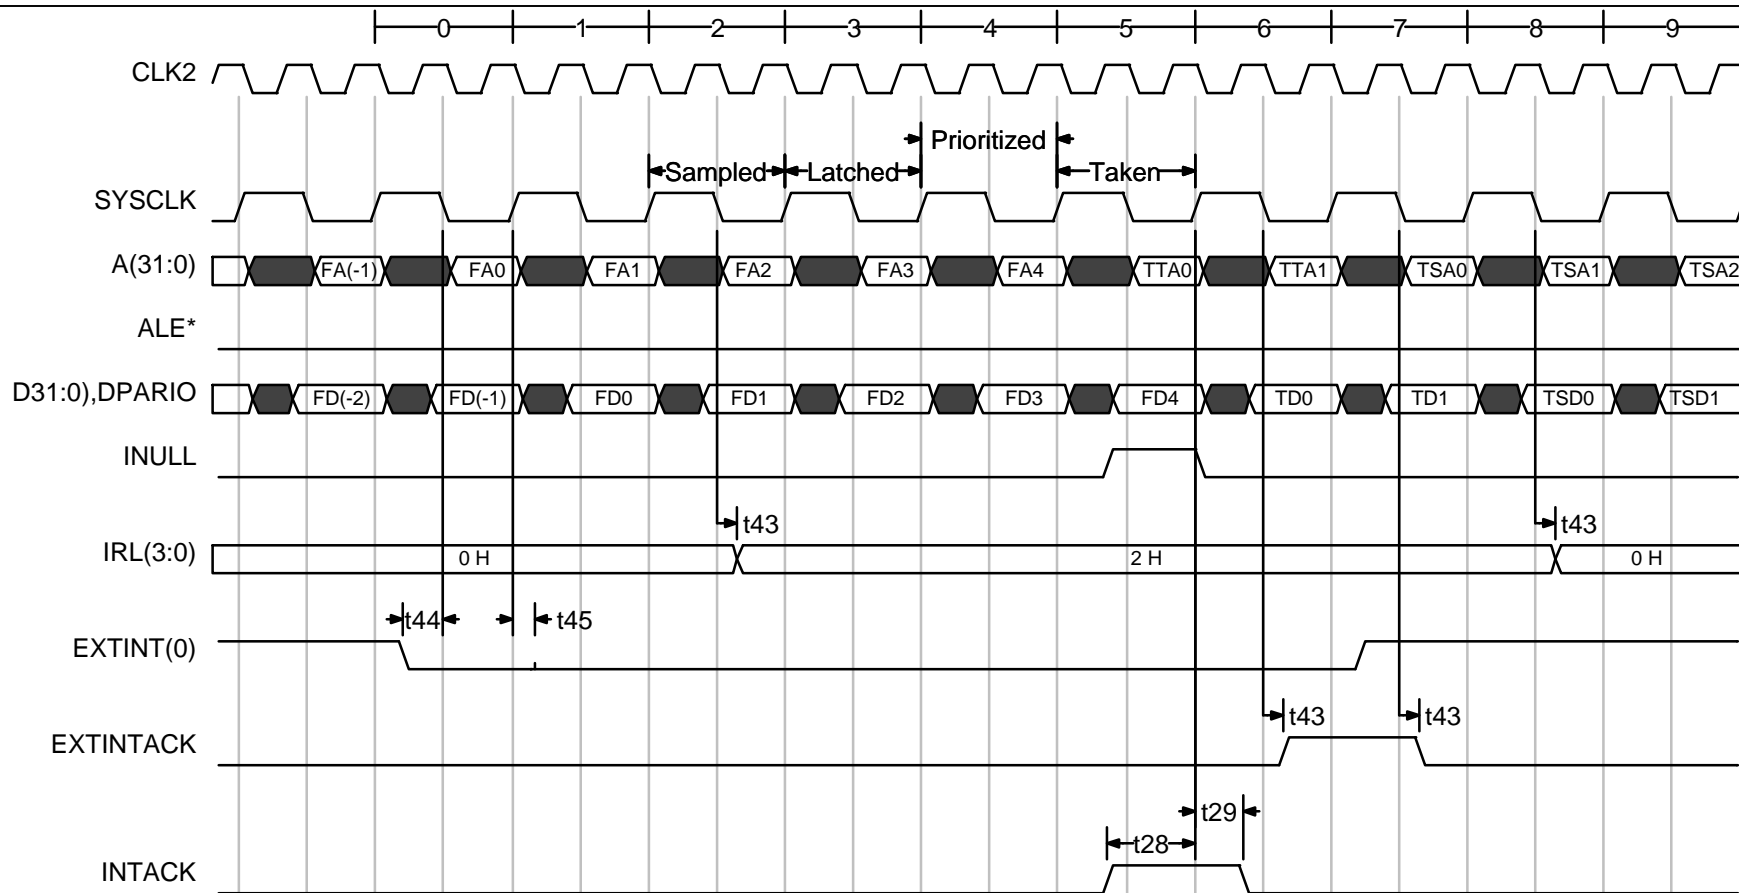 0 1 2 3 4 5 6 7 8 9
CLK2
Prioritized
Sampled Latched Taken
SYSCLK
A(31:0) FA(-1) FA0 FA1 FA2 FA3 FA4 TTA0 TTA1 TSA0 TSA1 TSA2
ALE*
D31:0),DPARIO FD(-2) FD(-1) FD0 FD1 FD2 FD3 FD4 TD0 TD1 TSD0 TSD1
INULL
t43 t43
IRL(3:0) 0 H 2 H 0 H
t44 t45
EXTINT(0)
t43 t43
EXTINTACK
t29
t28
INTACK